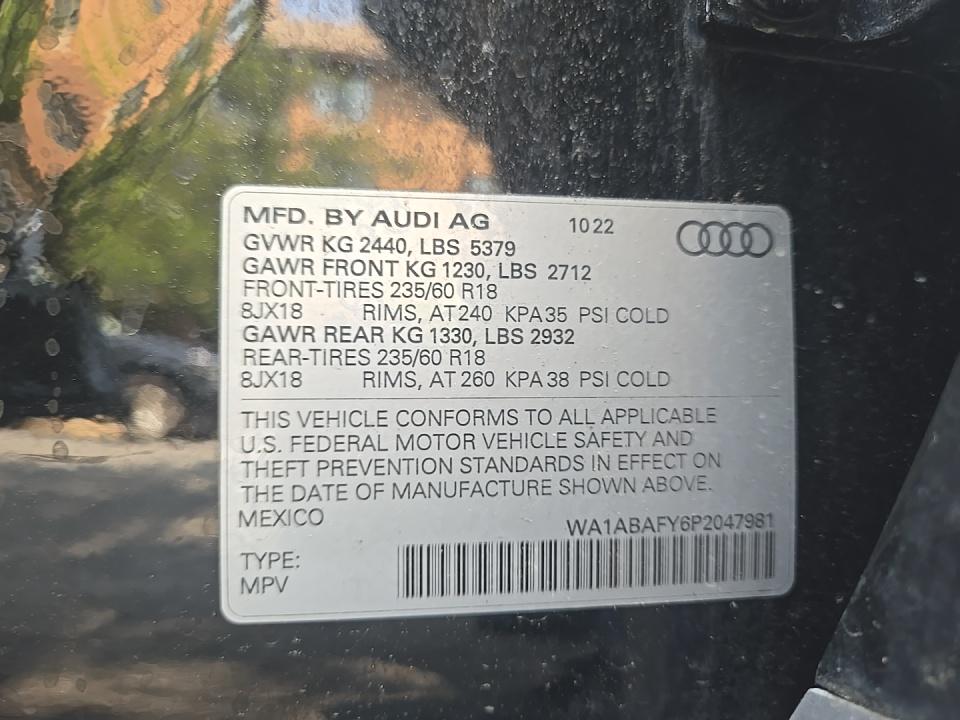 MFD. BY AUDI AG 1022
GVWR KG 2440, LBS 5379
GAWR FRONT KG 1230, LBS 2712
FRONT-TIRES 235/60 R18
8JX18 RIMS, AT 240 KPA 35 PSI COLD
GAWR REAR KG 1330, LBS 2932
REAR-TIRES 235/60 R18
8JX18 RIMS, AT 260 KPA 38 PSI COLD
THIS VEHICLE CONFORMS TO ALL APPLICABLE
U.S. FEDERAL MOTOR VEHICLE SAFETY AND
THEFT PREVENTION STANDARDS IN EFFECT ON
THE DATE OF MANUFACTURE SHOWN ABOVE.
MEXICO WA1ABAFY6P2047981
TYPE:
MPV